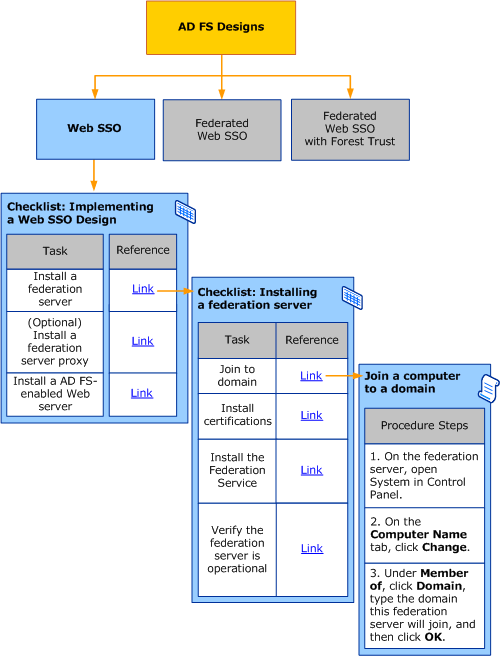 AD FS Designs
Web SSO
Federated
Web SSO
Federated
Web SSO
with Forest Trust
Checklist: Implementing
a Web SSO Design
Task
Reference
Install a
federation
server
Link
(Optional)
Install a
federation
server proxy
Link
Install a AD FS-
enabled Web
server
Link
Checklist: Installing
a federation server
Task
Reference
Join to
domain
Link
Install
certifications
Link
Install the
Federation
Service
Link
Verify the
federation
server is
operational
Link
Join a computer
to a domain
Procedure Steps
1. On the federation
server, open
System in Control
Panel.
2. On the
Computer Name
tab, click Change.
3. Under Member
of, click Domain,
type the domain
this federation
server will join, and
then click OK.